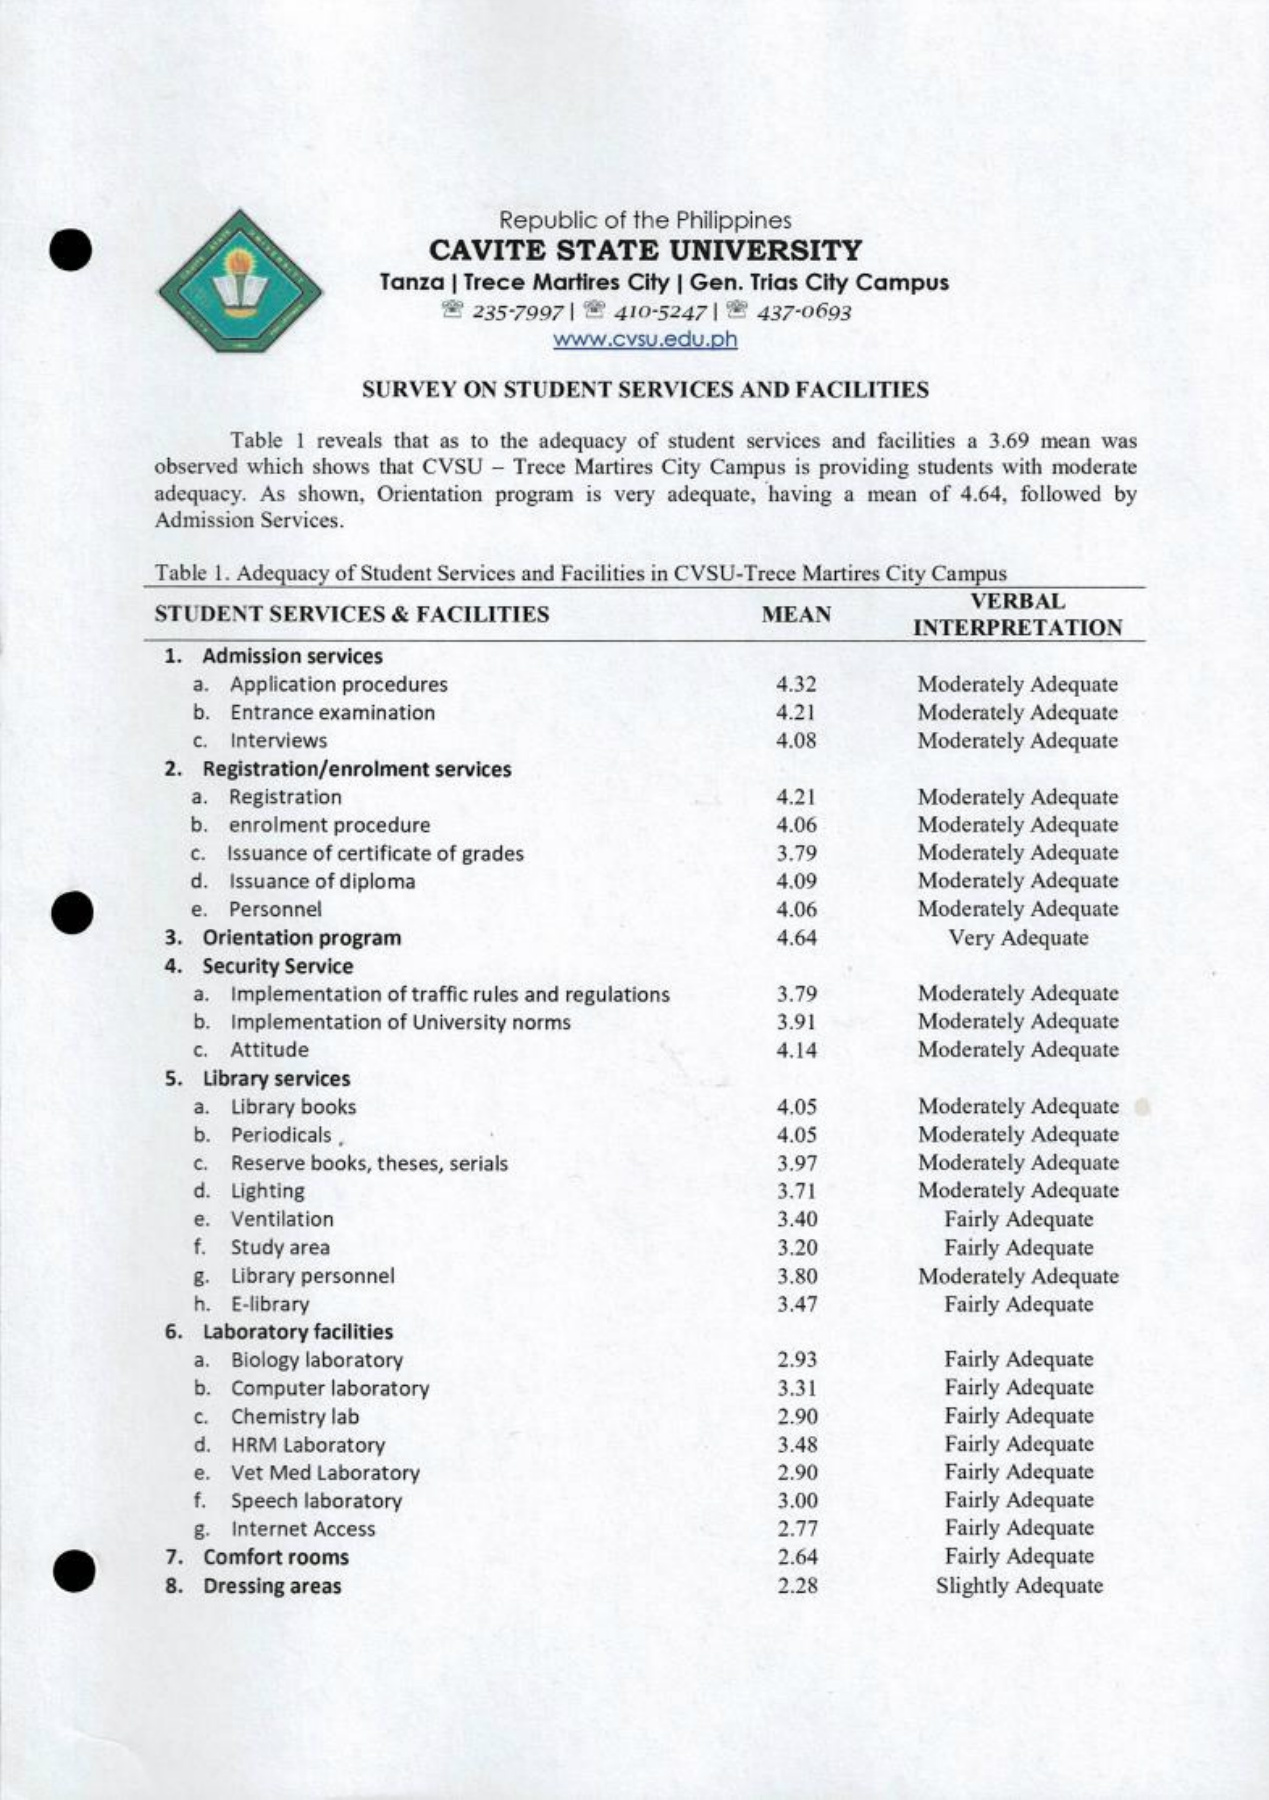 Republic of the Philippines
CAVITE STATE UNIVERSITY
Tanza | Trece Martires City | Gen. Trias City Campus
☏ 235-7997 | ☏ 410-5247 | ☏ 437-0693
www.cvsu.edu.ph
SURVEY ON STUDENT SERVICES AND FACILITIES
Table 1 reveals that as to the adequacy of student services and facilities a 3.69 mean was
observed which shows that CVSU – Trece Martires City Campus is providing students with moderate
adequacy. As shown, Orientation program is very adequate, having a mean of 4.64, followed by
Admission Services.
Table 1. Adequacy of Student Services and Facilities in CVSU-Trece Martires City Campus
STUDENT SERVICES & FACILITIES MEAN VERBAL INTERPRETATION
1. Admission services
a. Application procedures 4.32 Moderately Adequate
b. Entrance examination 4.21 Moderately Adequate
c. Interviews 4.08 Moderately Adequate
2. Registration/enrolment services
a. Registration 4.21 Moderately Adequate
b. enrolment procedure 4.06 Moderately Adequate
c. Issuance of certificate of grades 3.79 Moderately Adequate
d. Issuance of diploma 4.09 Moderately Adequate
e. Personnel 4.06 Moderately Adequate
3. Orientation program 4.64 Very Adequate
4. Security Service
a. Implementation of traffic rules and regulations 3.79 Moderately Adequate
b. Implementation of University norms 3.91 Moderately Adequate
c. Attitude 4.14 Moderately Adequate
5. Library services
a. Library books 4.05 Moderately Adequate
b. Periodicals 4.05 Moderately Adequate
c. Reserve books, theses, serials 3.97 Moderately Adequate
d. Lighting 3.71 Moderately Adequate
e. Ventilation 3.40 Fairly Adequate
f. Study area 3.20 Fairly Adequate
g. Library personnel 3.80 Moderately Adequate
h. E-library 3.47 Fairly Adequate
6. Laboratory facilities
a. Biology laboratory 2.93 Fairly Adequate
b. Computer laboratory 3.31 Fairly Adequate
c. Chemistry lab 2.90 Fairly Adequate
d. HRM Laboratory 3.48 Fairly Adequate
e. Vet Med Laboratory 2.90 Fairly Adequate
f. Speech laboratory 3.00 Fairly Adequate
g. Internet Access 2.77 Fairly Adequate
7. Comfort rooms 2.64 Fairly Adequate
8. Dressing areas 2.28 Slightly Adequate